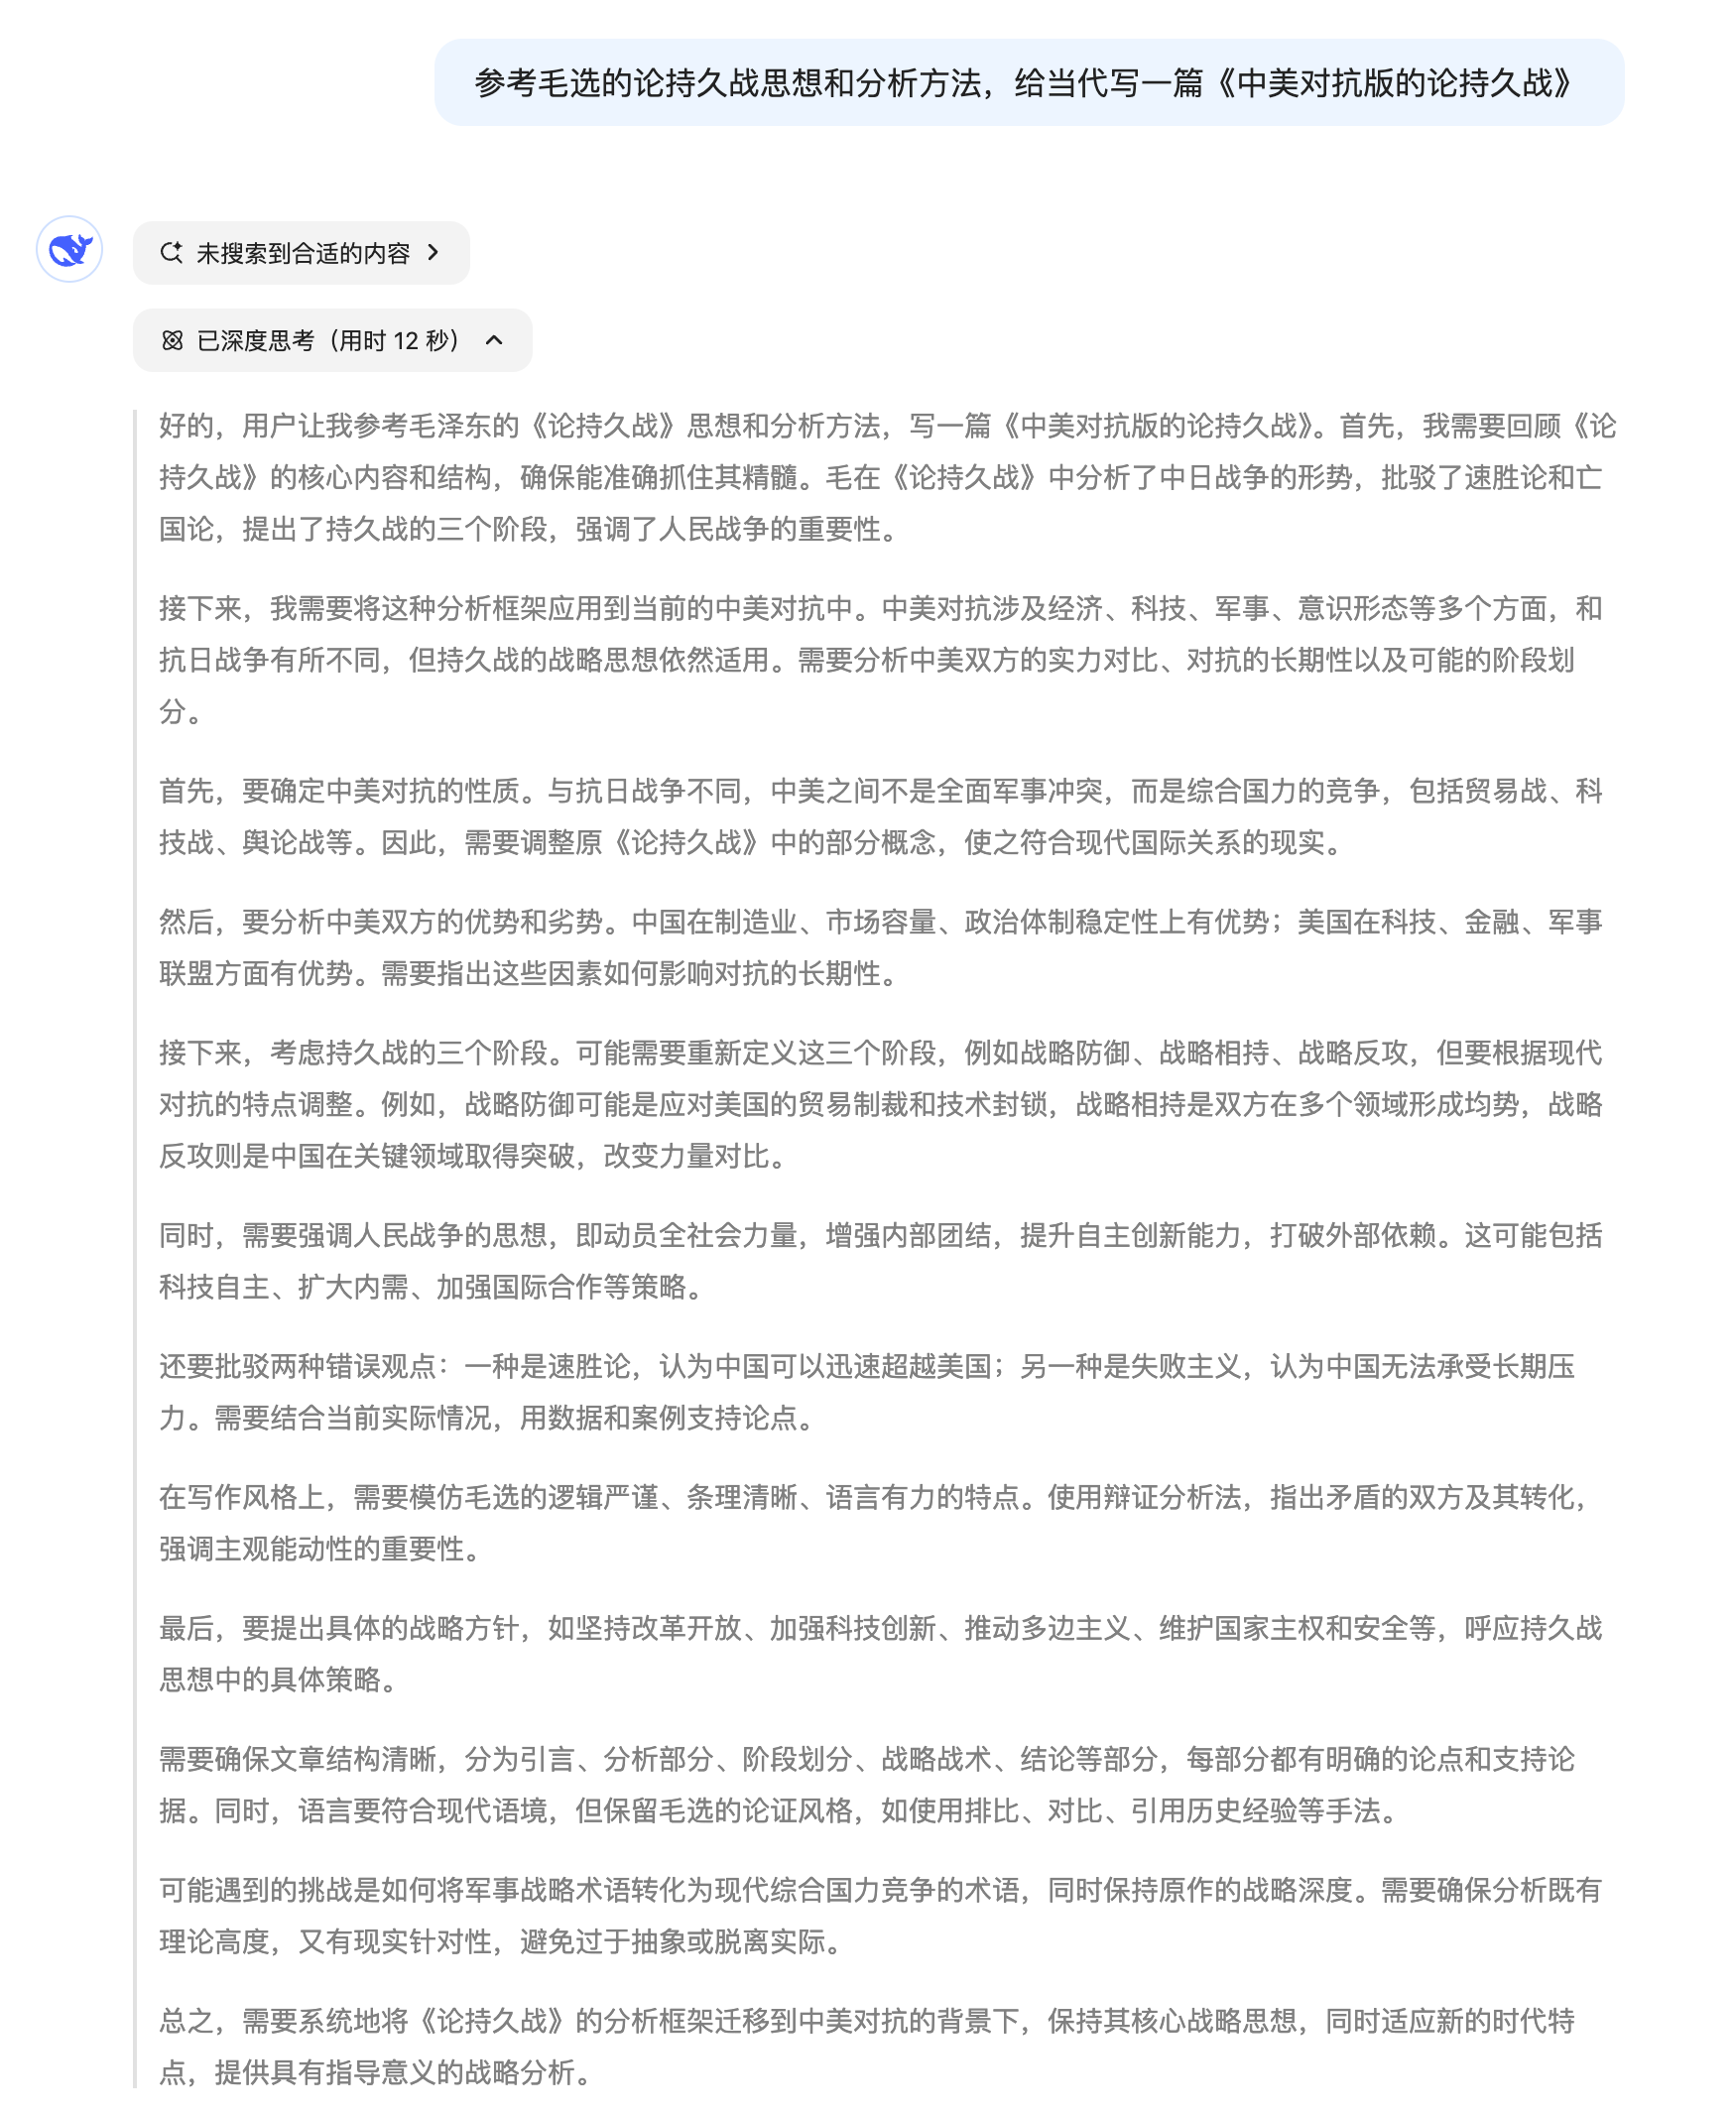 参考毛选的论持久战思想和分析方法，给当代写一篇《中美对抗版的论持久战》
未搜索到合适的内容
已深度思考（用时 12 秒）
好的，用户让我参考毛泽东的《论持久战》思想和分析方法，写一篇《中美对抗版的论持久战》。首先，我需要回顾《论
持久战》的核心内容和结构，确保能准确抓住其精髓。毛在《论持久战》中分析了中日战争的形势，批驳了速胜论和亡
国论，提出了持久战的三个阶段，强调了人民战争的重要性。
接下来，我需要将这种分析框架应用到当前的中美对抗中。中美对抗涉及经济、科技、军事、意识形态等多个方面，和
抗日战争有所不同，但持久战的战略思想依然适用。需要分析中美双方的实力对比、对抗的长期性以及可能的阶段划
分。
首先，要确定中美对抗的性质。与抗日战争不同，中美之间不是全面军事冲突，而是综合国力的竞争，包括贸易战、科
技战、舆论战等。因此，需要调整原《论持久战》中的部分概念，使之符合现代国际关系的现实。
然后，要分析中美双方的优势和劣势。中国在制造业、市场容量、政治体制稳定性上有优势；美国在科技、金融、军事
联盟方面有优势。需要指出这些因素如何影响对抗的长期性。
接下来，考虑持久战的三个阶段。可能需要重新定义这三个阶段，例如战略防御、战略相持、战略反攻，但要根据现代
对抗的特点调整。例如，战略防御可能是应对美国的贸易制裁和技术封锁，战略相持是双方在多个领域形成均势，战略
反攻则是中国在关键领域取得突破，改变力量对比。
同时，需要强调人民战争的思想，即动员全社会力量，增强内部团结，提升自主创新能力，打破外部依赖。这可能包括
科技自主、扩大内需、加强国际合作等策略。
还要批驳两种错误观点：一种是速胜论，认为中国可以迅速超越美国；另一种是失败主义，认为中国无法承受长期压
力。需要结合当前实际情况，用数据和案例支持论点。
在写作风格上，需要模仿毛选的逻辑严谨、条理清晰、语言有力的特点。使用辩证分析法，指出矛盾的双方及其转化，
强调主观能动性的重要性。
最后，要提出具体的战略方针，如坚持改革开放、加强科技创新、推动多边主义、维护国家主权和安全等，呼应持久战
思想中的具体策略。
需要确保文章结构清晰，分为引言、分析部分、阶段划分、战略战术、结论等部分，每部分都有明确的论点和支持论
据。同时，语言要符合现代语境，但保留毛选的论证风格，如使用排比、对比、引用历史经验等手法。
可能遇到的挑战是如何将军事战略术语转化为现代综合国力竞争的术语，同时保持原作的战略深度。需要确保分析既有
理论高度，又有现实针对性，避免过于抽象或脱离实际。
总之，需要系统地将《论持久战》的分析框架迁移到中美对抗的背景下，保持其核心战略思想，同时适应新的时代特
点，提供具有指导意义的战略分析。